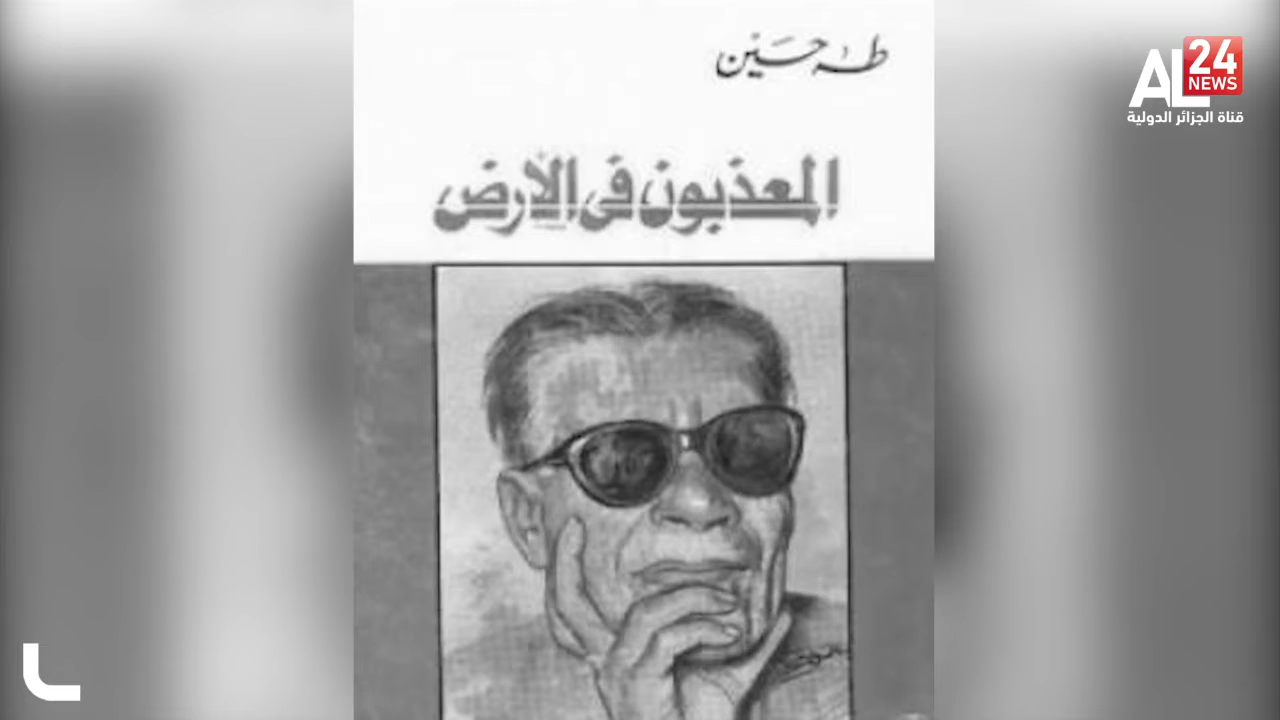 طه حسين
المعذبون فى الأرض
AL
24
NEWS
قناة الجزائر الدولية